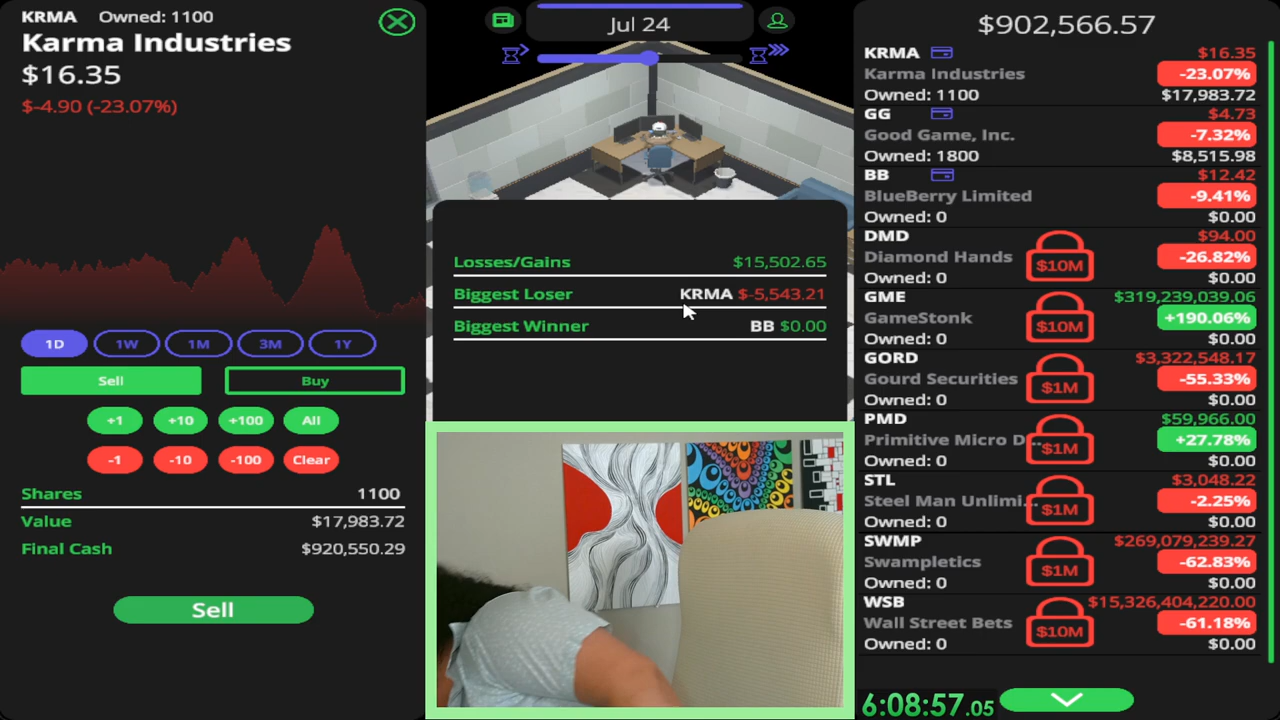 KRMA Owned: 1100
Karma Industries
$16.35
$-4.90 (-23.07%)
1D 1W 1M 3M 1Y
Sell Buy
+1 +10 +100 All
-1 -10 -100 Clear
Shares 1100
Value $17,983.72
Final Cash $920,550.29
Sell
Jul 24
Losses/Gains $15,502.65
Biggest Loser KRMA $-5,543.21
Biggest Winner BB $0.00
$902,566.57
KRMA $16.35
Karma Industries -23.07%
Owned: 1100 $17,983.72
GG $4.73
Good Game, Inc. -7.32%
Owned: 1800 $8,515.98
BB $12.42
BlueBerry Limited -9.41%
Owned: 0 $0.00
DMD $94.00
Diamond Hands $10M -26.82%
Owned: 0 $0.00
GME $319,239,039.06
GameStonk $10M +190.06%
Owned: 0 $0.00
GORD $3,322,548.17
Gourd Securities $1M -55.33%
Owned: 0 $0.00
PMD $59,966.00
Primitive Micro D... $1M +27.78%
Owned: 0 $0.00
STL $3,048.22
Steel Man Unlimi... $1M -2.25%
Owned: 0 $0.00
SWMP $269,079,239.27
Swampletics $1M -62.83%
Owned: 0 $0.00
WSB $15,326,404,220.00
Wall Street Bets $10M -61.18%
Owned: 0 $0.00
6:08:57.05